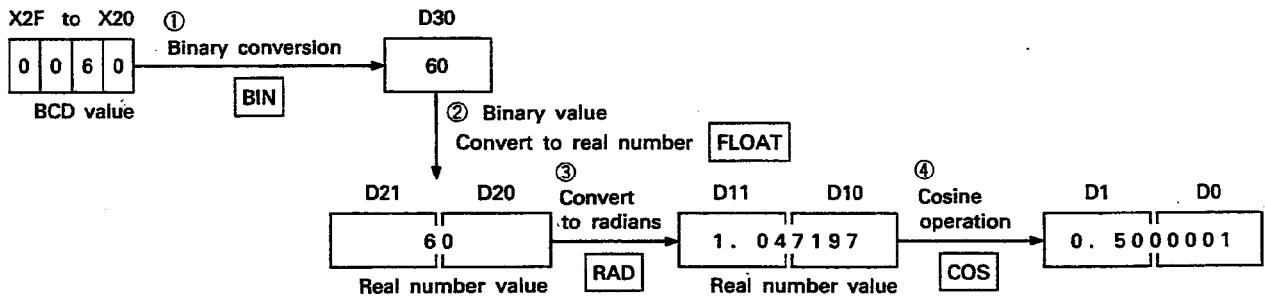 X2F to X20
①
Binary conversion
D30
0 0 6 0
60
BCD value
BIN
② Binary value
Convert to real number
FLOAT
D21 D20
③
Convert
to radians
D11 D10
④
Cosine
operation
D1 D0
60
1. 047197
0. 5000001
Real number value
RAD
Real number value
COS